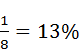 1/8 = 13%